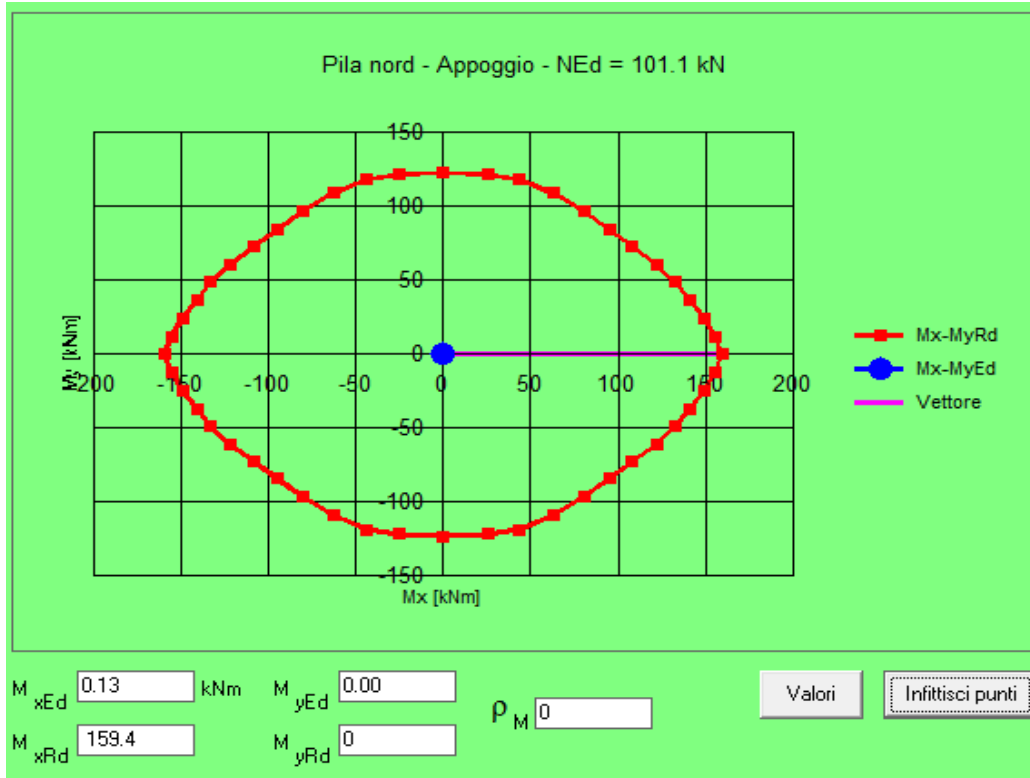 Pila nord - Appoggio - NEd = 101.1 kN
150
100
50
0
-50
-100
-150
-200 -150 -100 -50 0 50 100 150 200
My [kNm]
Mx [kNm]
Mx-MyRd
Mx-MyEd
Vettore
M xEd 0.13 kNm M yEd 0.00
M xRd 159.4 M yRd 0
ρ M 0
Valori Infittisci punti